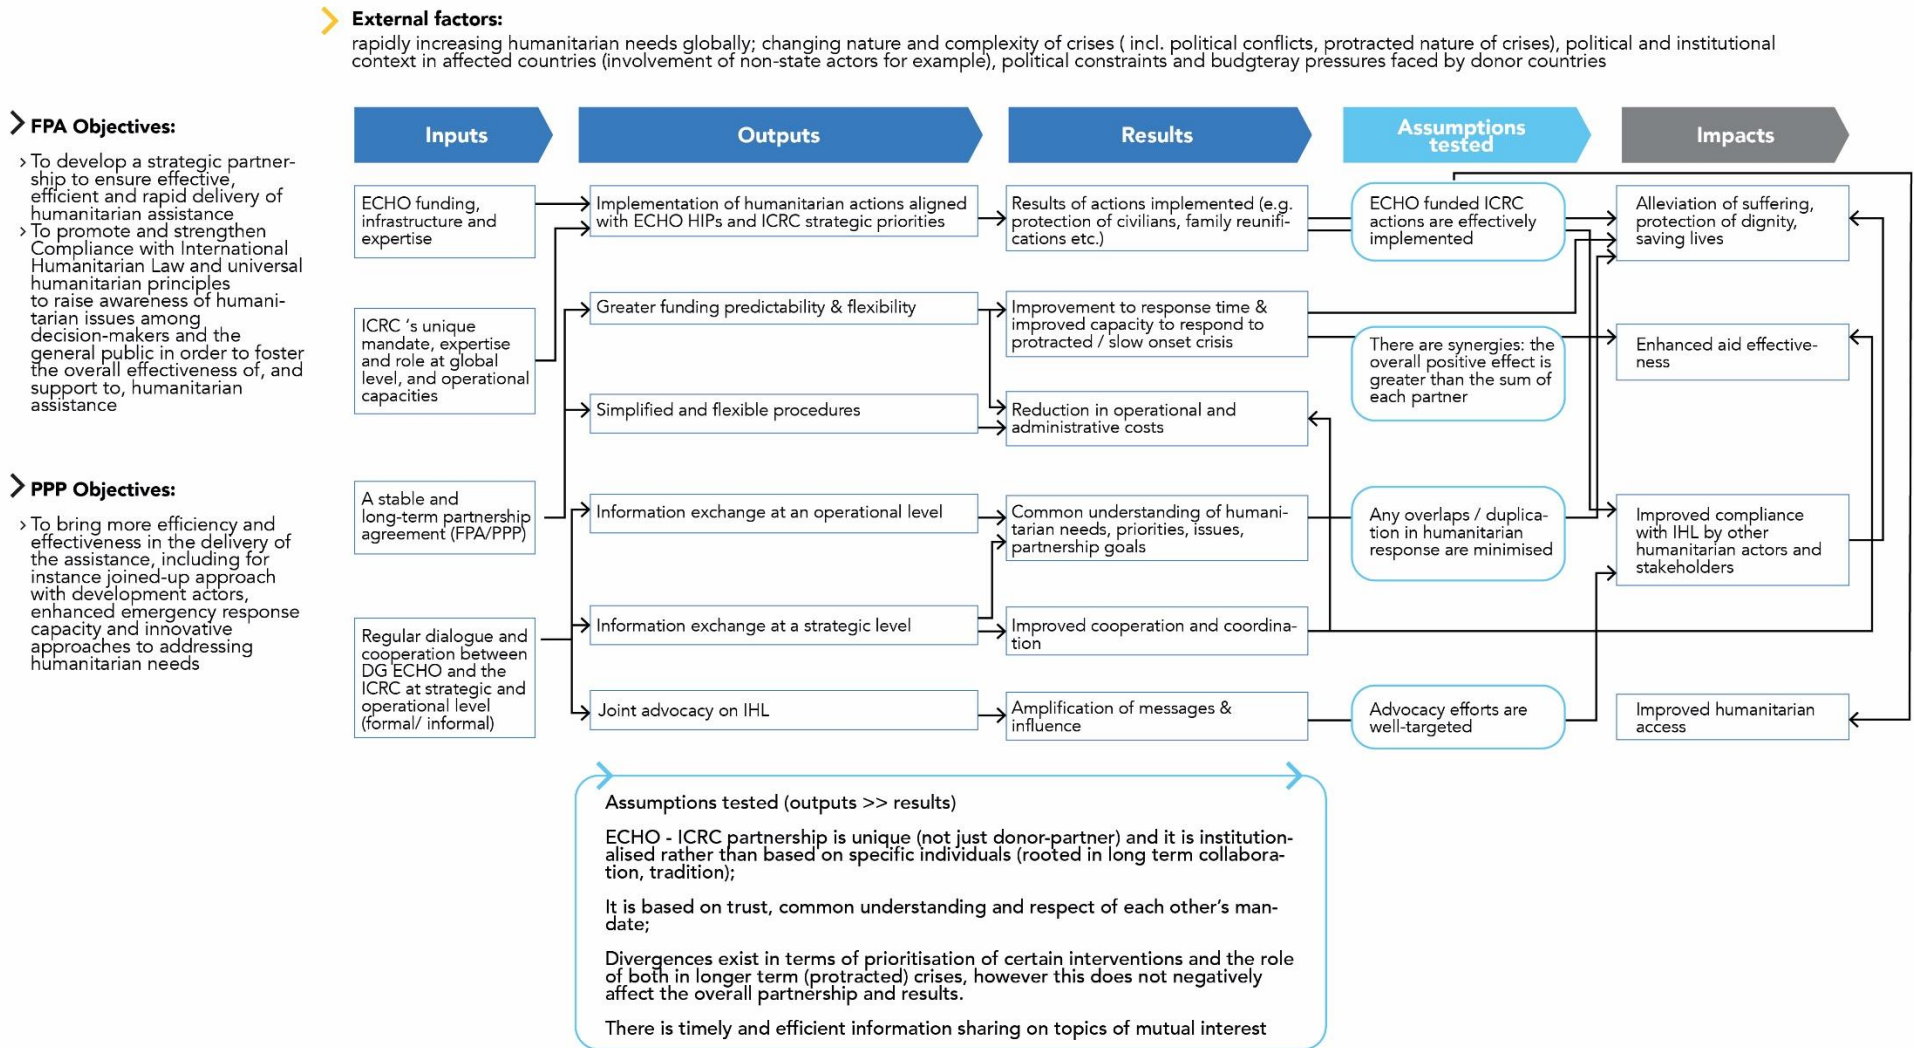 External factors:
rapidly increasing humanitarian needs globally; changing nature and complexity of crises ( incl. political conflicts, protracted nature of crises), political and institutional
context in affected countries (involvement of non-state actors for example), political constraints and budgteray pressures faced by donor countries
FPA Objectives:
To develop a strategic partner-
ship to ensure effective,
efficient and rapid delivery of
humanitarian assistance
To promote and strengthen
Compliance with International
Humanitarian Law and universal
humanitarian principles
to raise awareness of humani-
tarian issues among
decision-makers and the
general public in order to foster
the overall effectiveness of, and
support to, humanitarian
assistance
PPP Objectives:
To bring more efficiency and
effectiveness in the delivery of
the assistance, including for
instance joined-up approach
with development actors,
enhanced emergency response
capacity and innovative
approaches to addressing
humanitarian needs
Inputs
ECHO funding,
infrastructure and
expertise
ICRC 's unique
mandate, expertise
and role at global
level, and operational
capacities
A stable and
long-term partnership
agreement (FPA/PPP)
Regular dialogue and
cooperation between
DG ECHO and the
ICRC at strategic and
operational level
(formal/ informal)
Outputs
Implementation of humanitarian actions aligned
with ECHO HIPs and ICRC strategic priorities
Greater funding predictability & flexibility
Simplified and flexible procedures
Information exchange at an operational level
Information exchange at a strategic level
Joint advocacy on IHL
Results
Results of actions implemented (e.g.
protection of civilians, family reunifi-
cations etc.)
Improvement to response time &
improved capacity to respond to
protracted / slow onset crisis
Reduction in operational and
administrative costs
Common understanding of humani-
tarian needs, priorities, issues,
partnership goals
Improved cooperation and coordina-
tion
Amplification of messages &
influence
Assumptions
tested
ECHO funded ICRC
actions are effectively
implemented
There are synergies: the
overall positive effect is
greater than the sum of
each partner
Any overlaps / duplica-
tion in humanitarian
response are minimised
Advocacy efforts are
well-targeted
Impacts
Alleviation of suffering,
protection of dignity,
saving lives
Enhanced aid effective-
ness
Improved compliance
with IHL by other
humanitarian actors and
stakeholders
Improved humanitarian
access
Assumptions tested (outputs >> results)
ECHO - ICRC partnership is unique (not just donor-partner) and it is institution-
alised rather than based on specific individuals (rooted in long term collabora-
tion, tradition);
It is based on trust, common understanding and respect of each other's man-
date;
Divergences exist in terms of prioritisation of certain interventions and the role
of both in longer term (protracted) crises, however this does not negatively
affect the overall partnership and results.
There is timely and efficient information sharing on topics of mutual interest